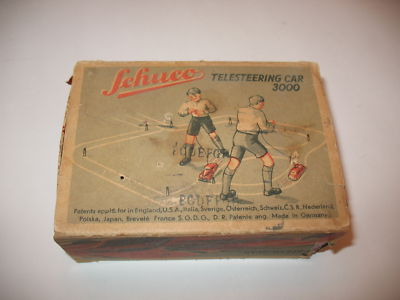 Schuco TELESTEERING CAR
3000
Patents appl'd. for in England, U.S.A., Italia, Sverige, Österreich, Schweiz, Č.S.R., Nederland,
Polska, Japan, Breveté France S.G.D.G., D.R. Patente ang. Made in Germany